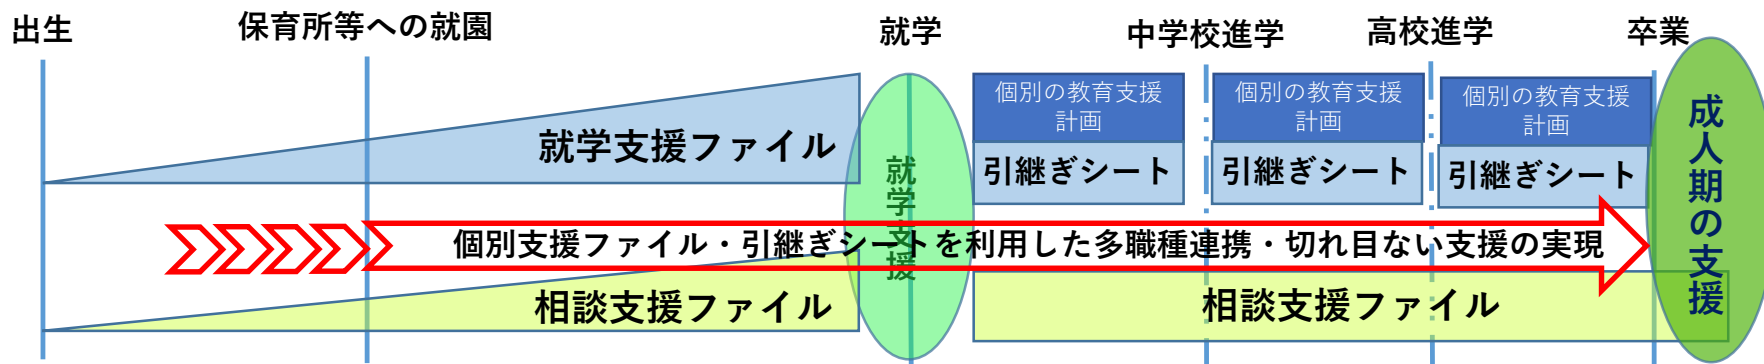 出生
保育所等への就園
就学
中学校進学
高校進学
卒業
就学支援ファイル
就学支援
個別の教育支援
計画
引継ぎシート
個別の教育支援
計画
引継ぎシート
個別の教育支援
計画
引継ぎシート
成人期の支援
個別支援ファイル・引継ぎシートを利用した多職種連携・切れ目ない支援の実現
相談支援ファイル
相談支援ファイル